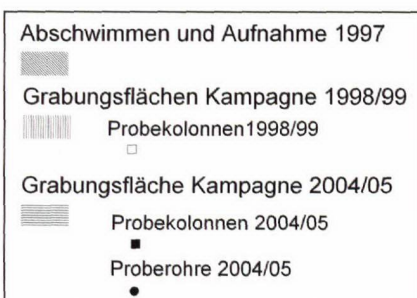 Abschwimmen und Aufnahme 1997
Grabungsflächen Kampagne 1998/99
Probekolonnen1998/99
Grabungsfläche Kampagne 2004/05
Probekolonnen 2004/05
Proberohre 2004/05